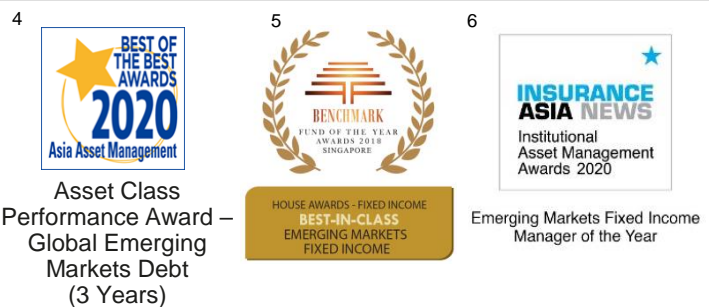 4
BEST OF
THE BEST
AWARDS
2020
Asia Asset Management
Asset Class
Performance Award –
Global Emerging
Markets Debt
(3 Years)
5
BENCHMARK
FUND OF THE YEAR
AWARDS 2018
SINGAPORE
HOUSE AWARDS - FIXED INCOME
BEST-IN-CLASS
EMERGING MARKETS
FIXED INCOME
6
INSURANCE
ASIA NEWS
Institutional
Asset Management
Awards 2020
Emerging Markets Fixed Income
Manager of the Year